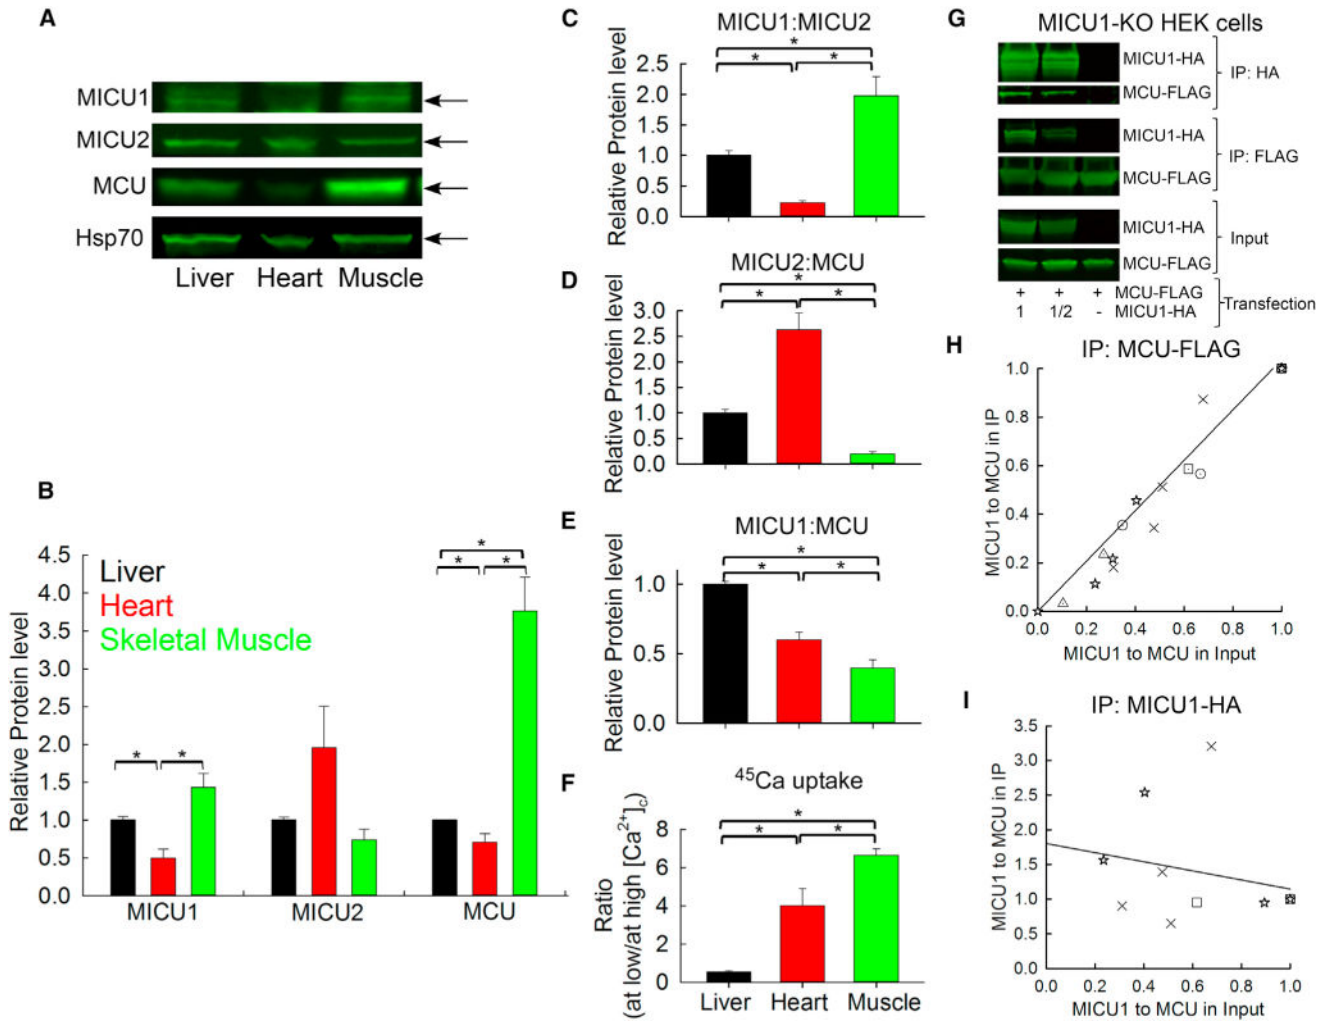 A
MICU1
MICU2
MCU
Hsp70
Liver Heart Muscle
B
Relative Protein level
4.5
4.0
3.5
3.0
2.5
2.0
1.5
1.0
0.5
0.0
Liver
Heart
Skeletal Muscle
* *
* * *
MICU1 MICU2 MCU
C
MICU1:MICU2
Relative Protein level
2.5
2.0
1.5
1.0
0.5
0.0
* * *
D
MICU2:MCU
Relative Protein level
3.0
2.5
2.0
1.5
1.0
0.5
0.0
* * *
E
MICU1:MCU
Relative Protein level
1.0
0.5
0.0
* * *
F
45Ca uptake
Ratio
(at low/at high [Ca2+]c)
8
6
4
2
0
* * *
Liver Heart Muscle
G
MICU1-KO HEK cells
MICU1-HA
MCU-FLAG
IP: HA
MICU1-HA
MCU-FLAG
IP: FLAG
MICU1-HA
MCU-FLAG
Input
+ + + MCU-FLAG
1 1/2 - MICU1-HA
Transfection
H
IP: MCU-FLAG
MICU1 to MCU in IP
1.0
0.8
0.6
0.4
0.2
0.0
0.0 0.2 0.4 0.6 0.8 1.0
MICU1 to MCU in Input
I
IP: MICU1-HA
MICU1 to MCU in IP
3.5
3.0
2.5
2.0
1.5
1.0
0.5
0.0
0.0 0.2 0.4 0.6 0.8 1.0
MICU1 to MCU in Input